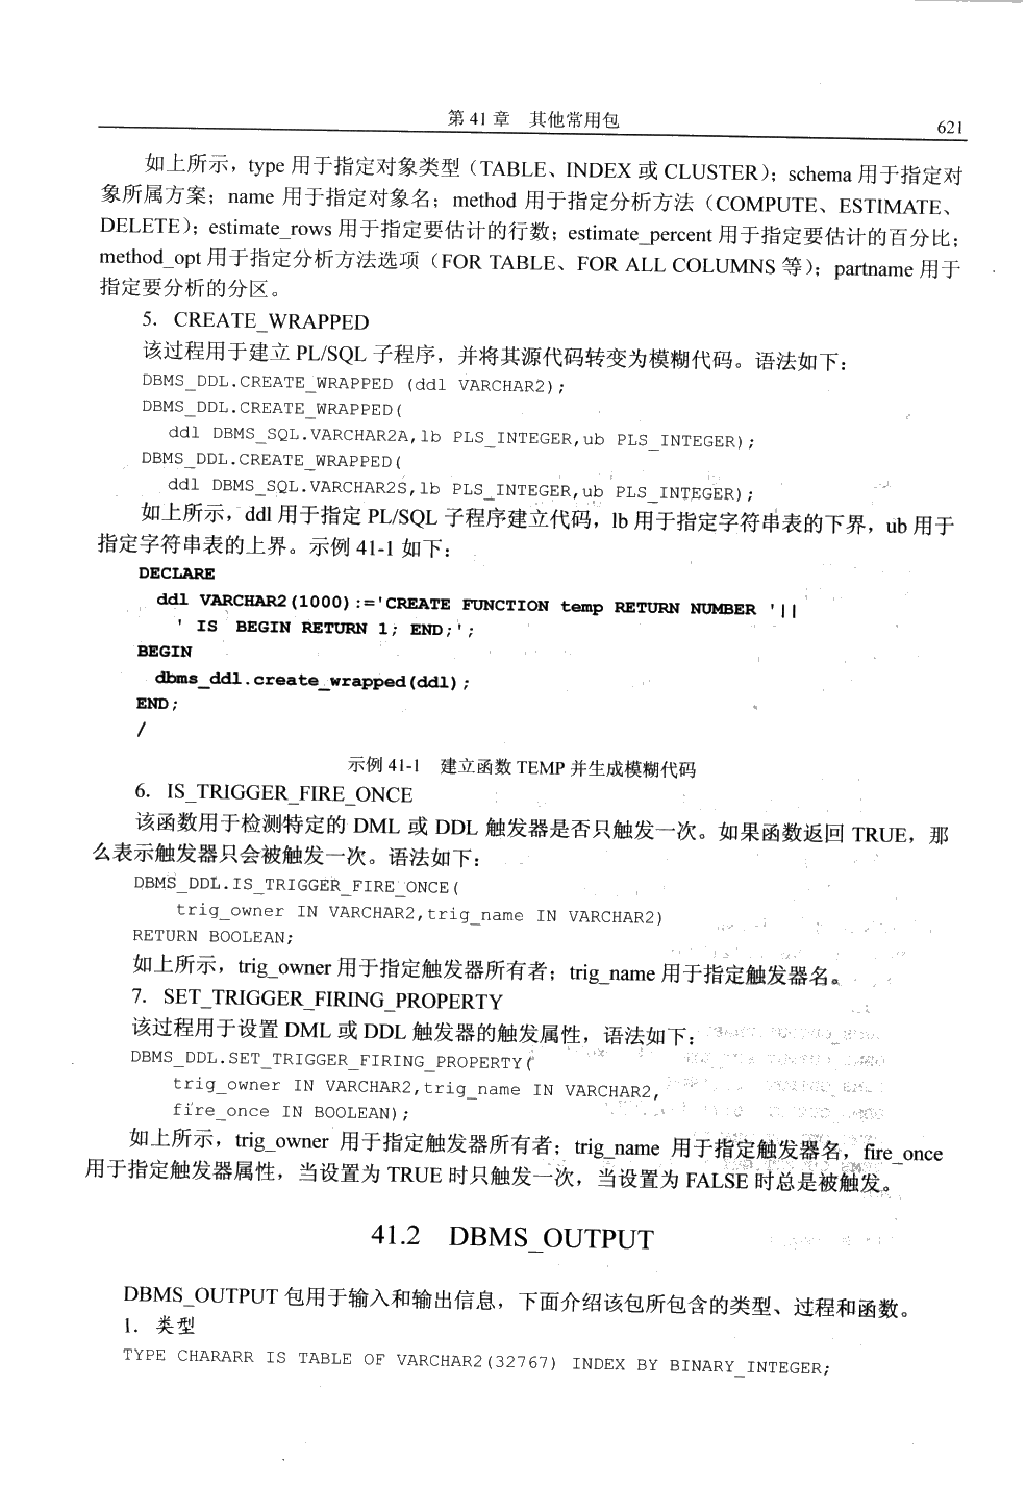 第 41 章　其他常用包
621
如上所示，type 用于指定对象类型（TABLE、INDEX 或 CLUSTER）；schema 用于指定对
象所属方案；name 用于指定对象名；method 用于指定分析方法（COMPUTE、ESTIMATE、
DELETE）；estimate_rows 用于指定要估计的行数；estimate_percent 用于指定要估计的百分比；
method_opt 用于指定分析方法选项（FOR TABLE、FOR ALL COLUMNS 等）；partname 用于
指定要分析的分区。
5．CREATE_WRAPPED
该过程用于建立 PL/SQL 子程序，并将其源代码转变为模糊代码。语法如下：
DBMS_DDL.CREATE_WRAPPED (ddl VARCHAR2);
DBMS_DDL.CREATE_WRAPPED(
ddl DBMS_SQL.VARCHAR2A,lb PLS_INTEGER,ub PLS_INTEGER);
DBMS_DDL.CREATE_WRAPPED(
ddl DBMS_SQL.VARCHAR2S,lb PLS_INTEGER,ub PLS_INTEGER);
如上所示，ddl 用于指定 PL/SQL 子程序建立代码，lb 用于指定字符串表的下界，ub 用于
指定字符串表的上界。示例 41-1 如下：
DECLARE
ddl VARCHAR2(1000):='CREATE FUNCTION temp RETURN NUMBER '||
' IS BEGIN RETURN 1; END;';
BEGIN
dbms_ddl.create_wrapped(ddl);
END;
/
示例 41-1　建立函数 TEMP 并生成模糊代码
6．IS_TRIGGER_FIRE_ONCE
该函数用于检测特定的 DML 或 DDL 触发器是否只触发一次。如果函数返回 TRUE，那
么表示触发器只会被触发一次。语法如下：
DBMS_DDL.IS_TRIGGER_FIRE_ONCE(
trig_owner IN VARCHAR2,trig_name IN VARCHAR2)
RETURN BOOLEAN;
如上所示，trig_owner 用于指定触发器所有者；trig_name 用于指定触发器名。
7．SET_TRIGGER_FIRING_PROPERTY
该过程用于设置 DML 或 DDL 触发器的触发属性，语法如下：
DBMS_DDL.SET_TRIGGER_FIRING_PROPERTY(
trig_owner IN VARCHAR2,trig_name IN VARCHAR2,
fire_once IN BOOLEAN);
如上所示，trig_owner 用于指定触发器所有者；trig_name 用于指定触发器名，fire_once
用于指定触发器属性，当设置为 TRUE 时只触发一次，当设置为 FALSE 时总是被触发。
41.2　DBMS_OUTPUT
DBMS_OUTPUT 包用于输入和输出信息，下面介绍该包所包含的类型、过程和函数。
1．类型
TYPE CHARARR IS TABLE OF VARCHAR2(32767) INDEX BY BINARY_INTEGER;